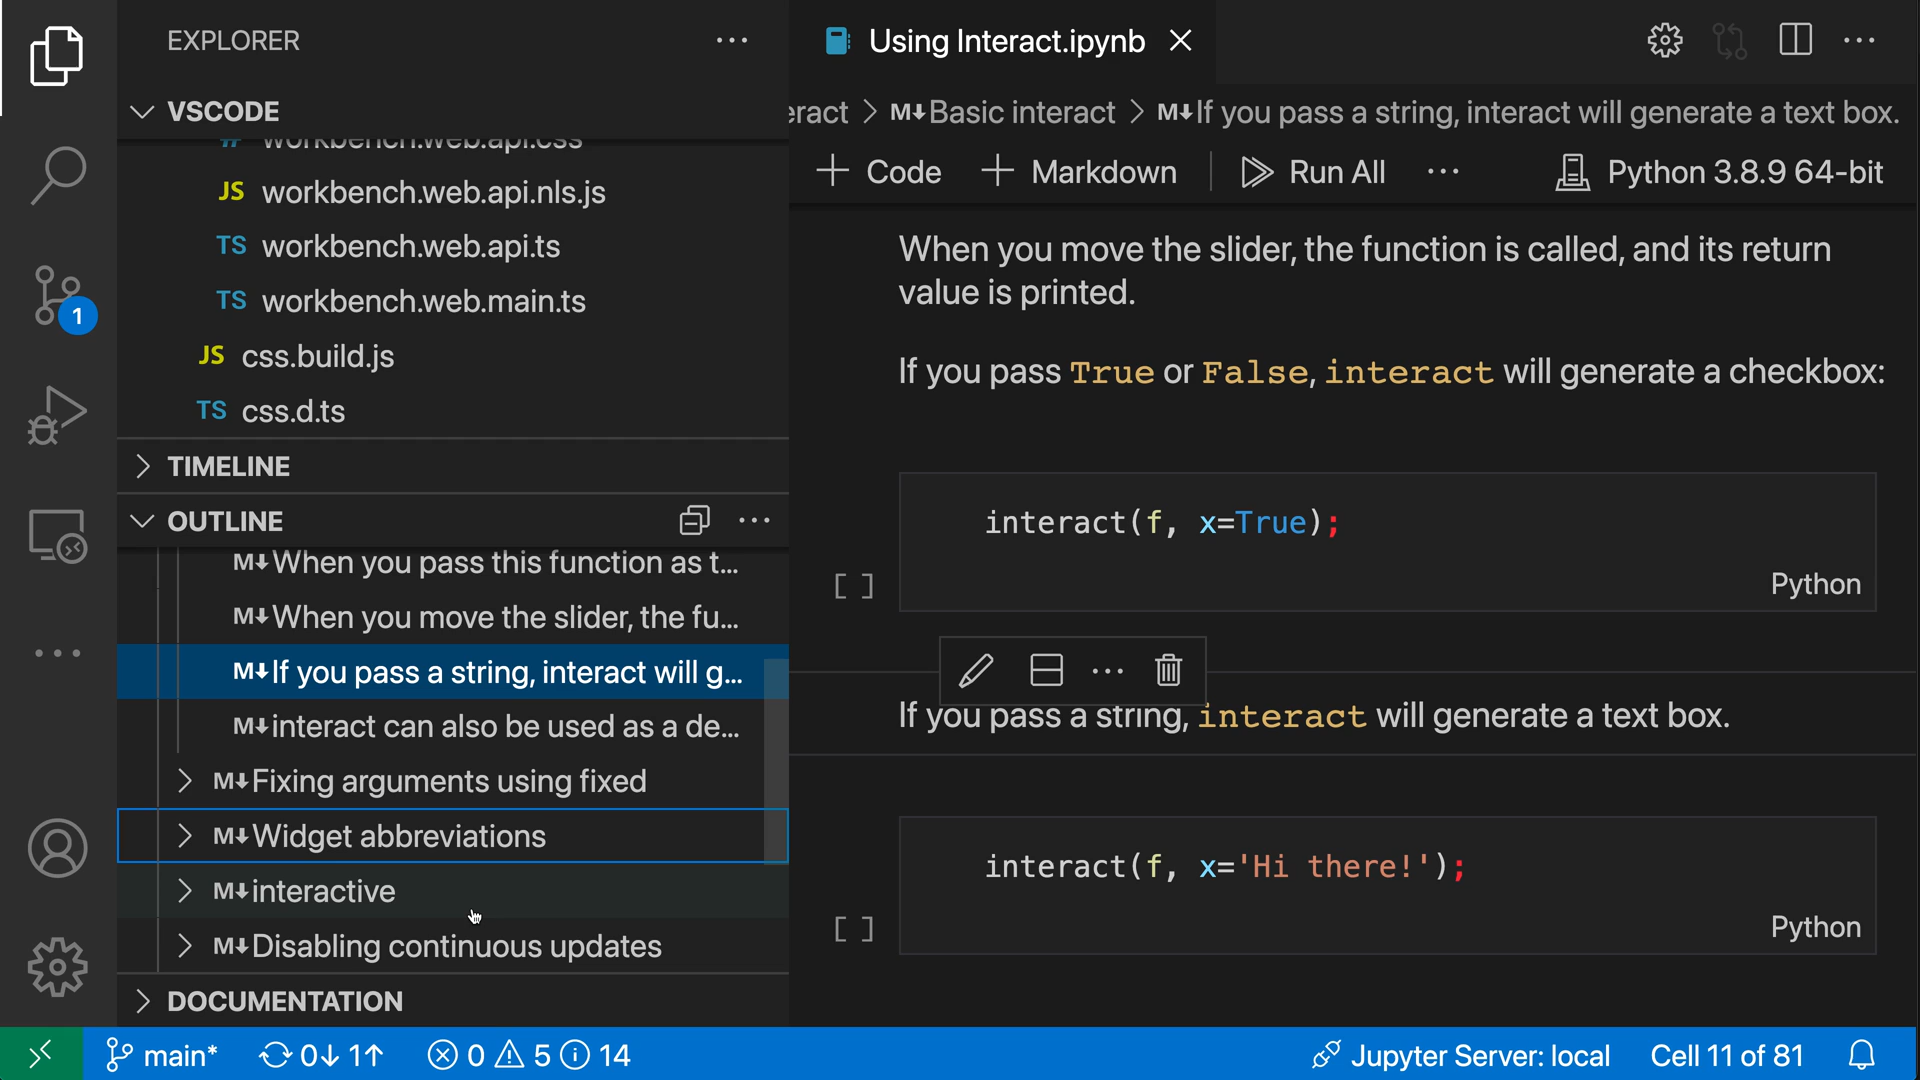 EXPLORER
VSCODE
workbench.web.api.css
JS workbench.web.api.nls.js
TS workbench.web.api.ts
TS workbench.web.main.ts
JS css.build.js
TS css.d.ts
TIMELINE
OUTLINE
M↓When you pass this function as t...
M↓When you move the slider, the fu...
M↓If you pass a string, interact will g...
M↓interact can also be used as a de...
M↓Fixing arguments using fixed
M↓Widget abbreviations
M↓interactive
M↓Disabling continuous updates
DOCUMENTATION
1
Using Interact.ipynb
eract > M↓Basic interact > M↓If you pass a string, interact will generate a text box.
+ Code + Markdown Run All ... Python 3.8.9 64-bit
When you move the slider, the function is called, and its return
value is printed.
If you pass True or False, interact will generate a checkbox:
interact(f, x=True);
[ ]
Python
If you pass a string, interact will generate a text box.
interact(f, x='Hi there!');
[ ]
Python
main* 0↓ 1↑ 0 5 14 Jupyter Server: local Cell 11 of 81